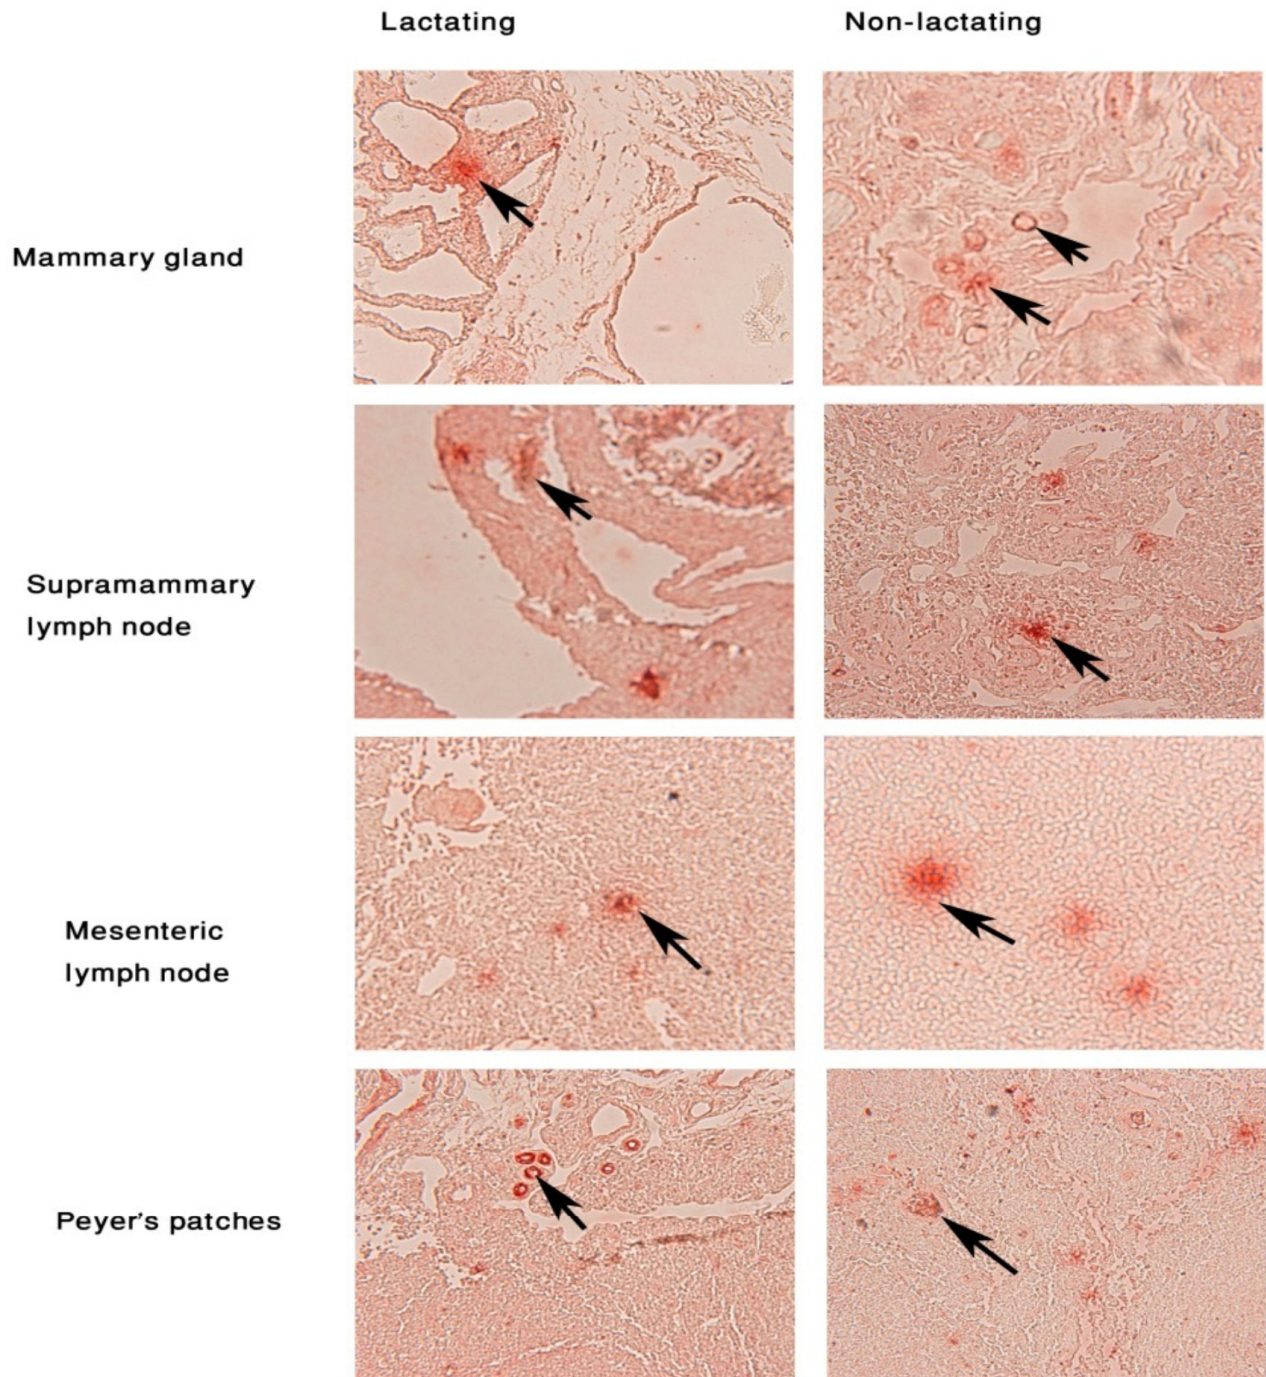 Lactating
Non-lactating
Mammary gland
Supramammary
lymph node
Mesenteric
lymph node
Peyer's patches